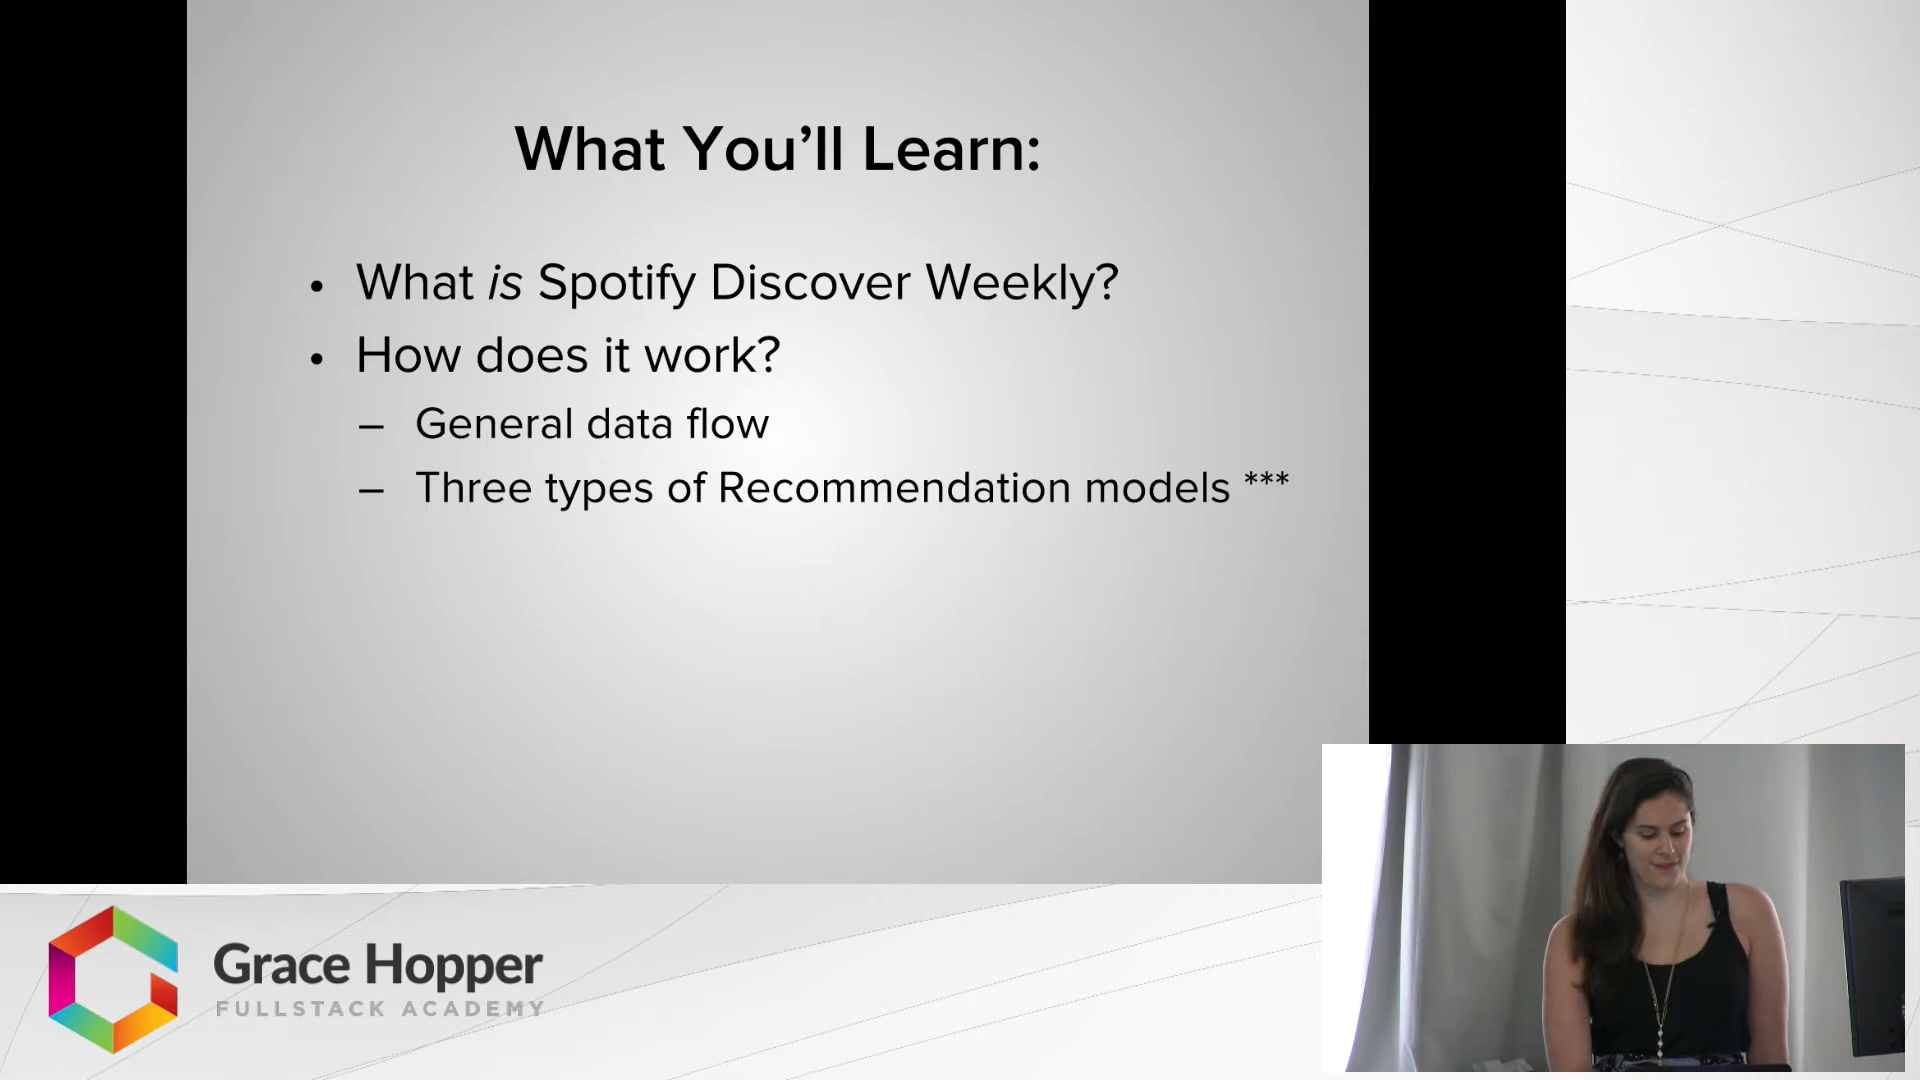 What You’ll Learn:
• What is Spotify Discover Weekly?
• How does it work?
– General data flow
– Three types of Recommendation models ***
Grace Hopper
FULLSTACK ACADEMY